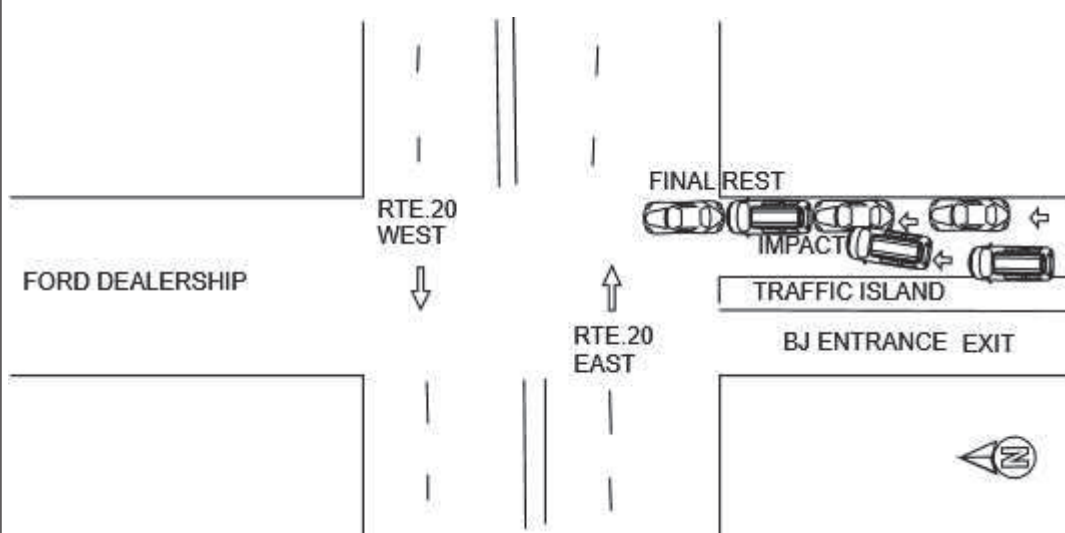 FINAL REST
RTE.20
WEST
IMPACT
FORD DEALERSHIP
TRAFFIC ISLAND
RTE.20
EAST
BJ ENTRANCE EXIT
N